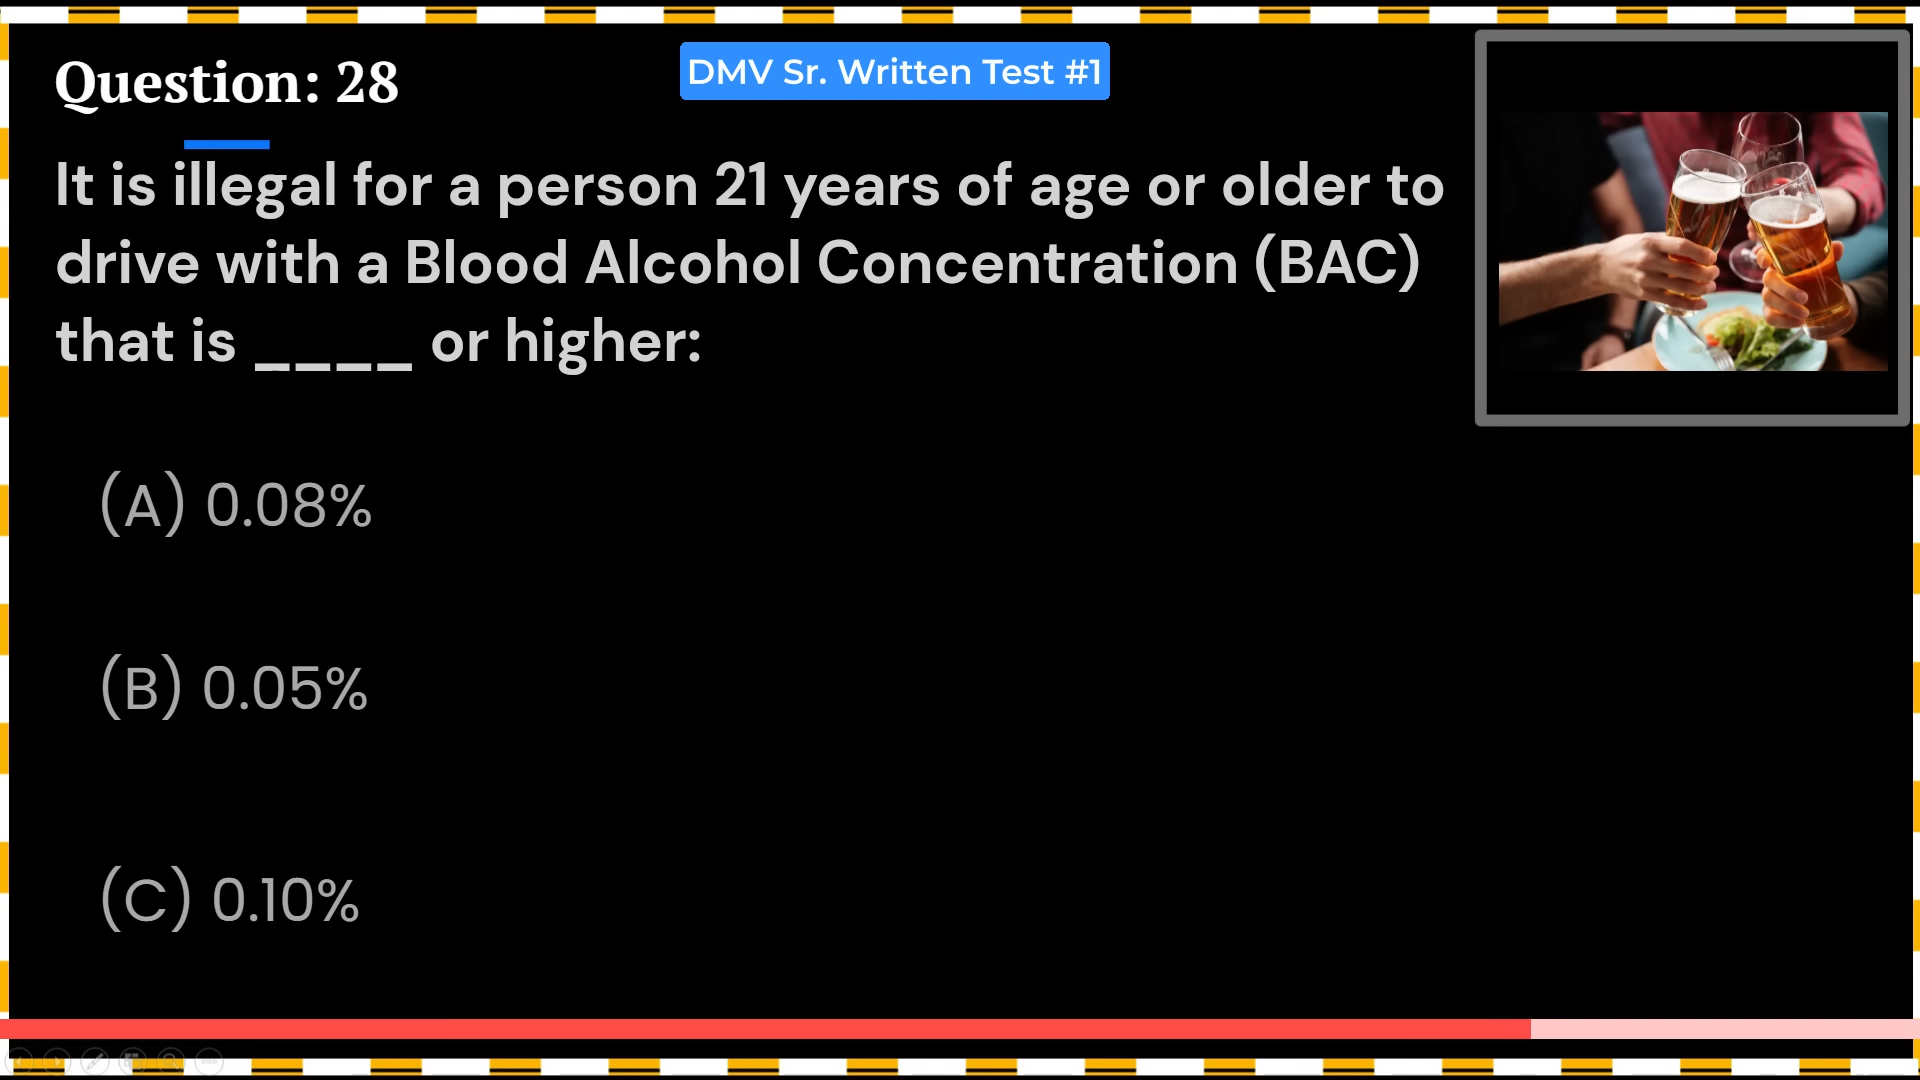 Question: 28
DMV Sr. Written Test #1
It is illegal for a person 21 years of age or older to
drive with a Blood Alcohol Concentration (BAC)
that is ____ or higher:
(A) 0.08%
(B) 0.05%
(C) 0.10%